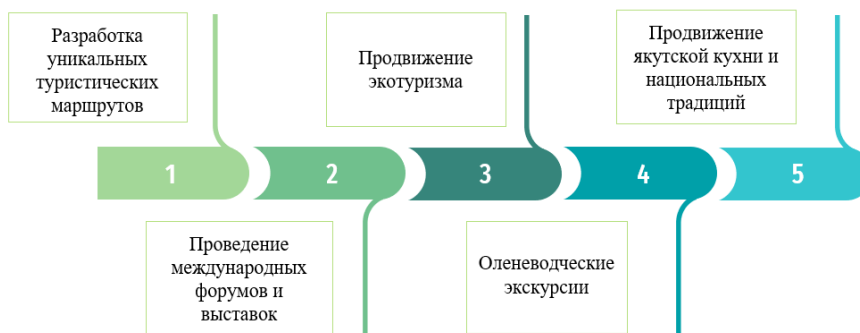 Разработка
уникальных
туристических
маршрутов
Продвижение
экотуризма
Продвижение
якутской кухни и
национальных
традиций
1
2
3
4
5
Проведение
международных
форумов и
выставок
Оленеводческие
экскурсии